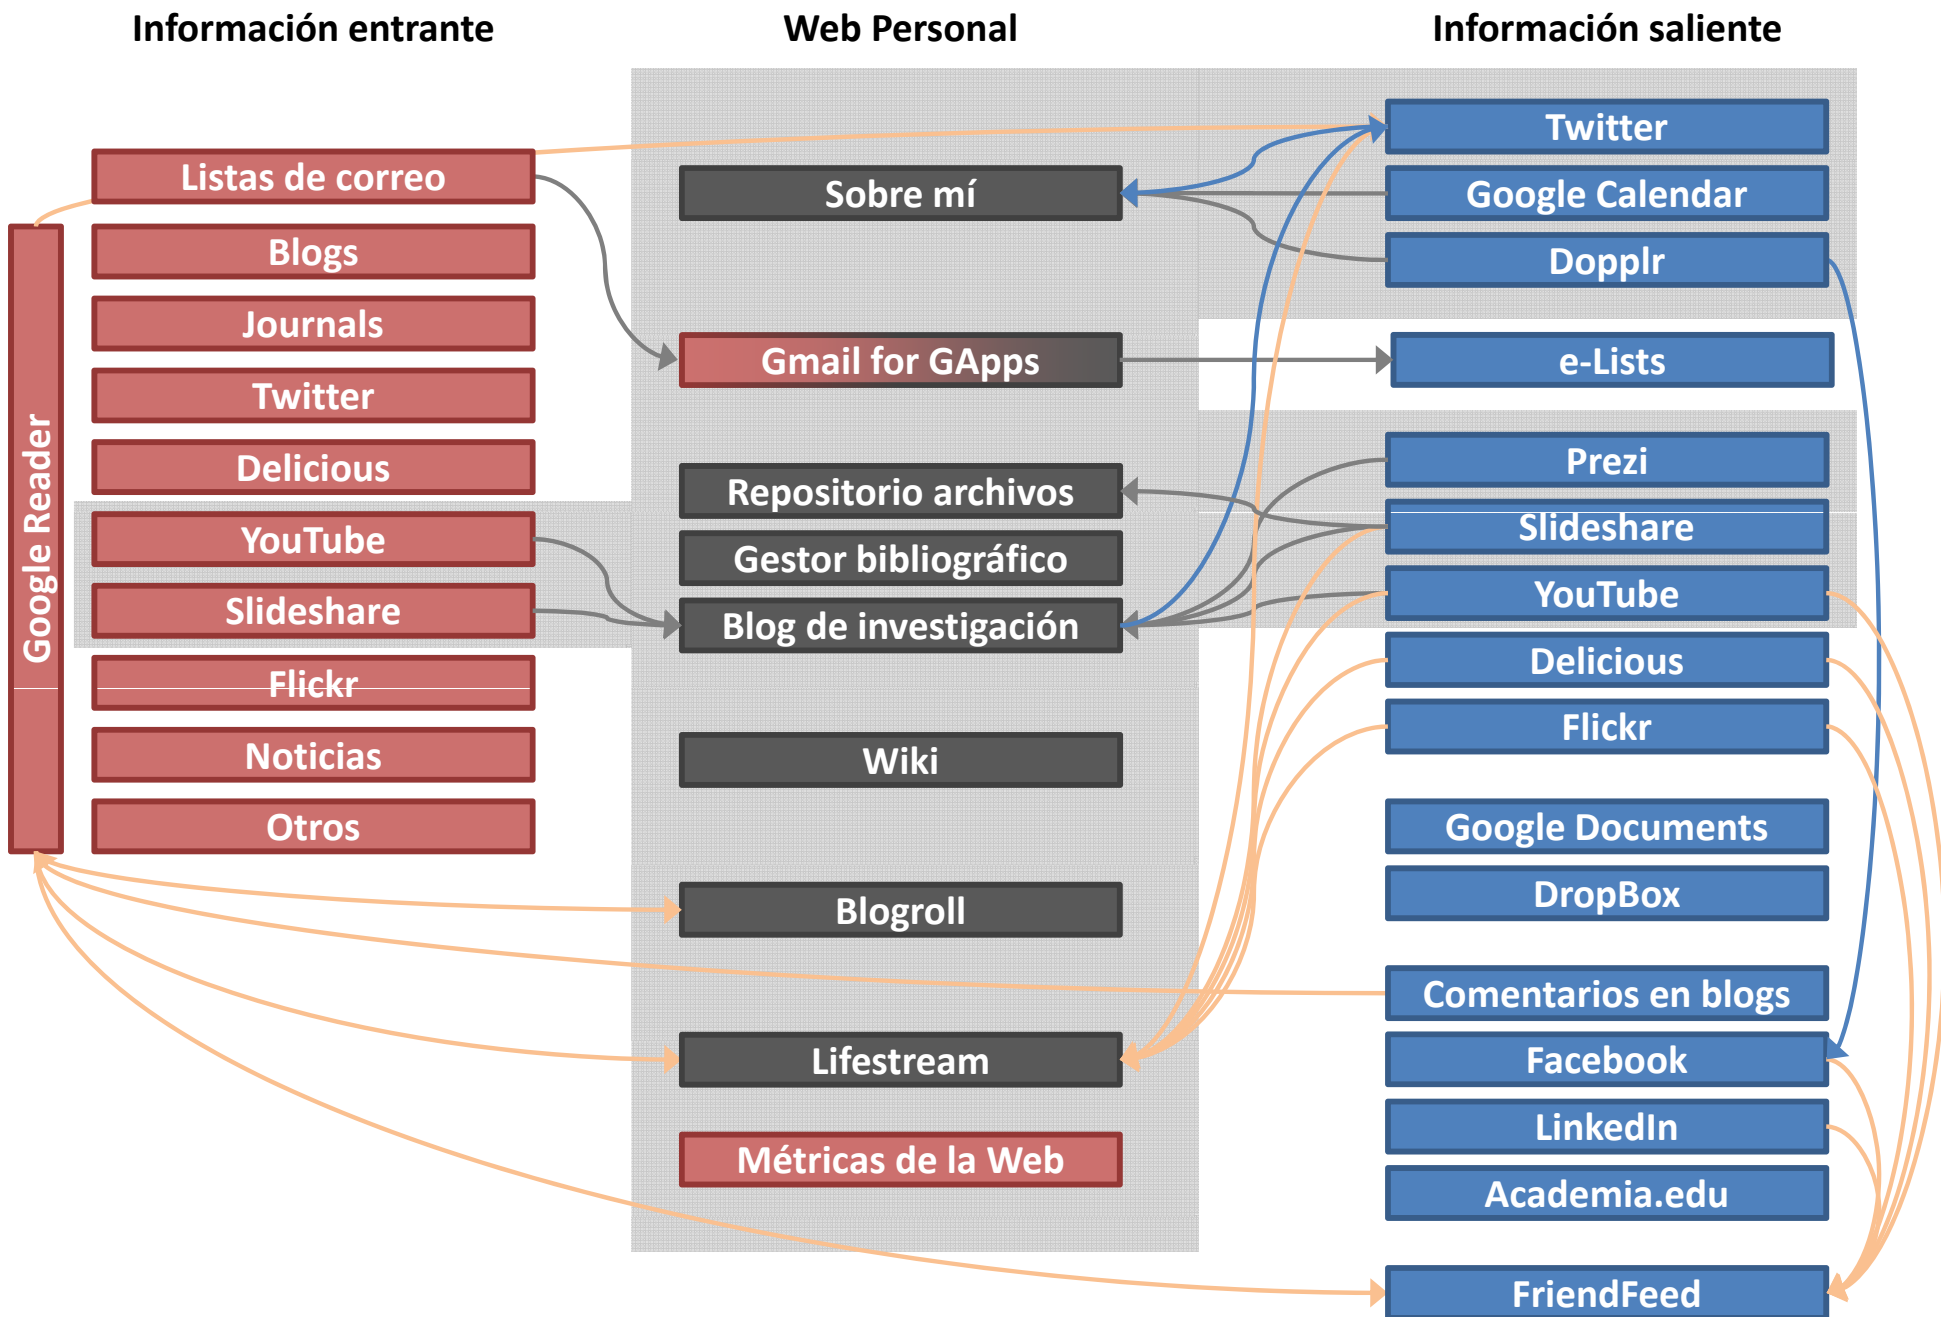 Información entrante
Web Personal
Información saliente
Google Reader
Listas de correo
Blogs
Journals
Twitter
Delicious
YouTube
Slideshare
Flickr
Noticias
Otros
Sobre mí
Gmail for GApps
Repositorio archivos
Gestor bibliográfico
Blog de investigación
Wiki
Blogroll
Lifestream
Métricas de la Web
Twitter
Google Calendar
Dopplr
e-Lists
Prezi
Slideshare
YouTube
Delicious
Flickr
Google Documents
DropBox
Comentarios en blogs
Facebook
LinkedIn
Academia.edu
FriendFeed